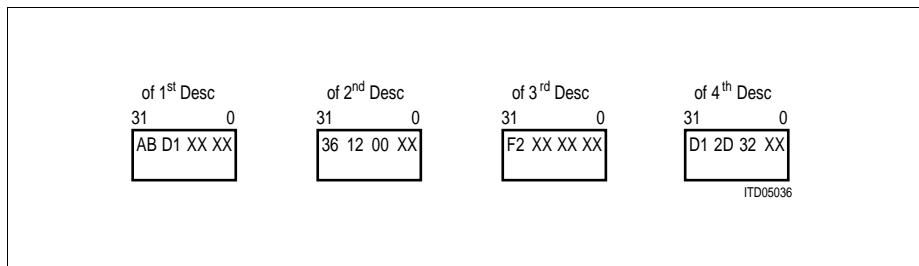 of 1st Desc of 2nd Desc of 3rd Desc of 4th Desc
31 0 31 0 31 0 31 0
AB D1 XX XX 36 12 00 XX F2 XX XX XX D1 2D 32 XX
ITD05036